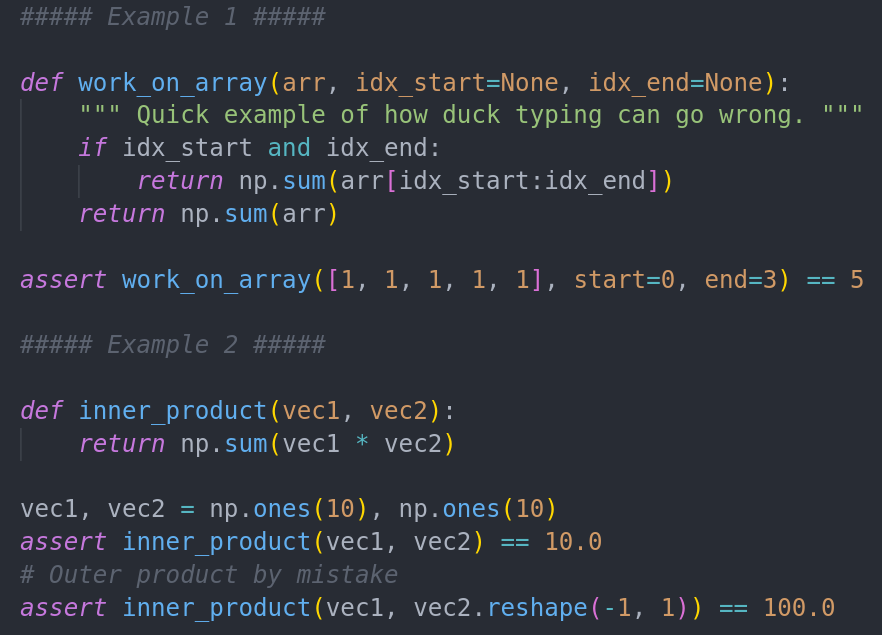 ##### Example 1 #####
def work_on_array(arr, idx_start=None, idx_end=None):
""" Quick example of how duck typing can go wrong. """
if idx_start and idx_end:
return np.sum(arr[idx_start:idx_end])
return np.sum(arr)
assert work_on_array([1, 1, 1, 1, 1], start=0, end=3) == 5
##### Example 2 #####
def inner_product(vec1, vec2):
return np.sum(vec1 * vec2)
vec1, vec2 = np.ones(10), np.ones(10)
assert inner_product(vec1, vec2) == 10.0
# Outer product by mistake
assert inner_product(vec1, vec2.reshape(-1, 1)) == 100.0